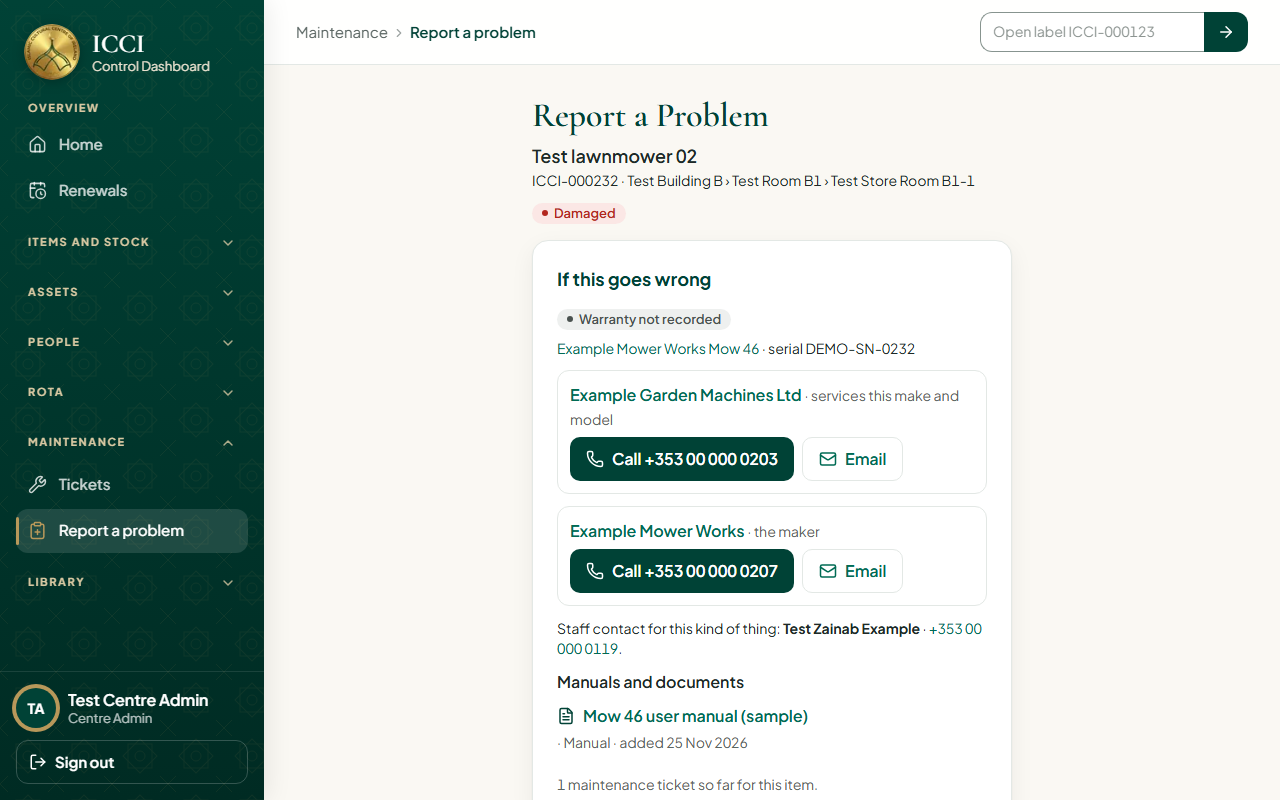 ICCI
Control Dashboard
OVERVIEW
Home
Renewals
ITEMS AND STOCK
ASSETS
PEOPLE
ROTA
MAINTENANCE
Tickets
Report a problem
LIBRARY
TA
Test Centre Admin
Centre Admin
Sign out
Maintenance › Report a problem
Open label ICCI-000123
Report a Problem
Test lawnmower 02
ICCI-000232 · Test Building B › Test Room B1 › Test Store Room B1-1
Damaged
If this goes wrong
Warranty not recorded
Example Mower Works Mow 46 · serial DEMO-SN-0232
Example Garden Machines Ltd · services this make and
model
Call +353 00 000 0203
Email
Example Mower Works · the maker
Call +353 00 000 0207
Email
Staff contact for this kind of thing: Test Zainab Example · +353 00
000 0119.
Manuals and documents
Mow 46 user manual (sample)
· Manual · added 25 Nov 2026
1 maintenance ticket so far for this item.